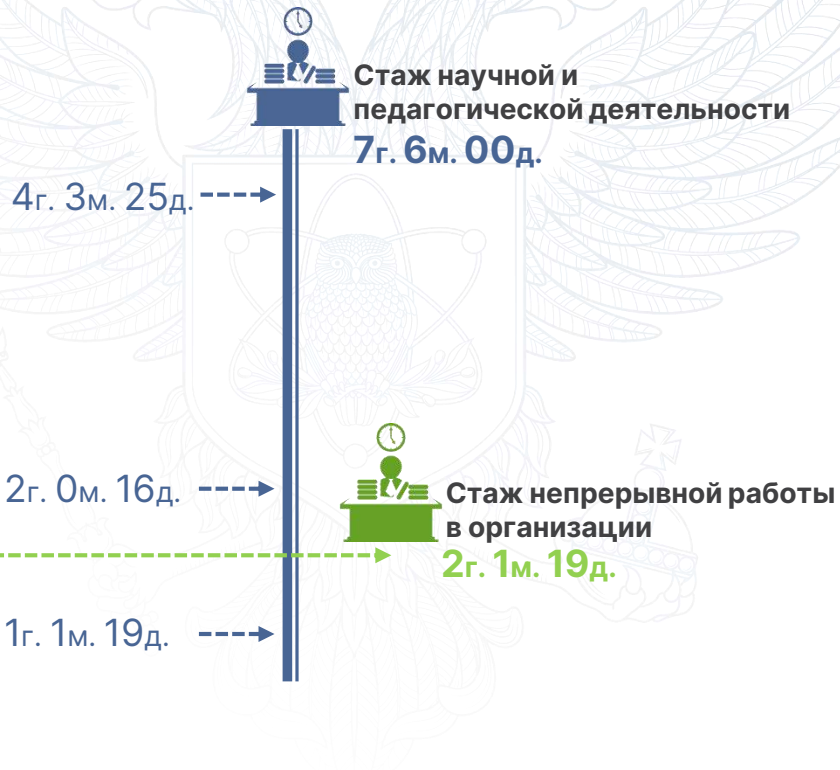 Стаж научной и
педагогической деятельности
7г. 6м. 00д.
4г. 3м. 25д.
2г. 0м. 16д.
Стаж непрерывной работы
в организации
2г. 1м. 19д.
1г. 1м. 19д.